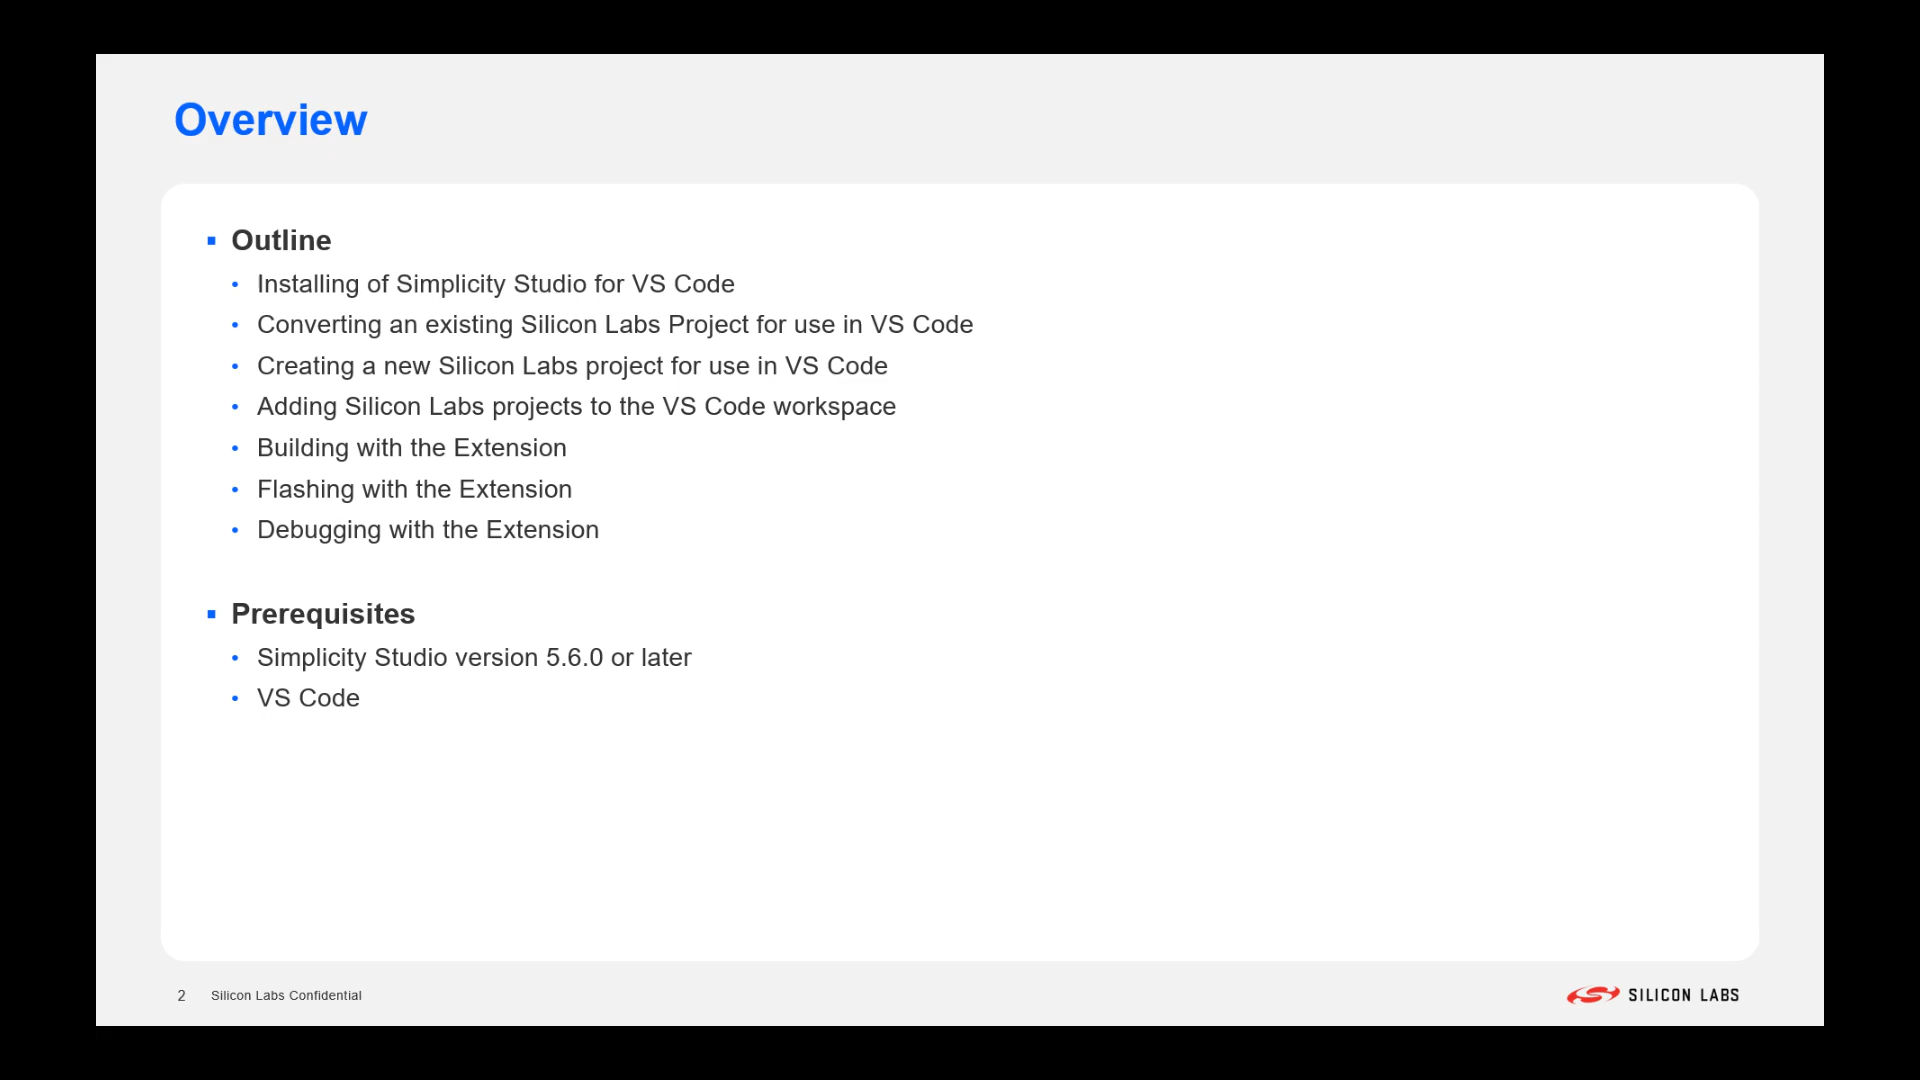 Overview
Outline
Installing of Simplicity Studio for VS Code
Converting an existing Silicon Labs Project for use in VS Code
Creating a new Silicon Labs project for use in VS Code
Adding Silicon Labs projects to the VS Code workspace
Building with the Extension
Flashing with the Extension
Debugging with the Extension
Prerequisites
Simplicity Studio version 5.6.0 or later
VS Code
2 Silicon Labs Confidential
SILICON LABS